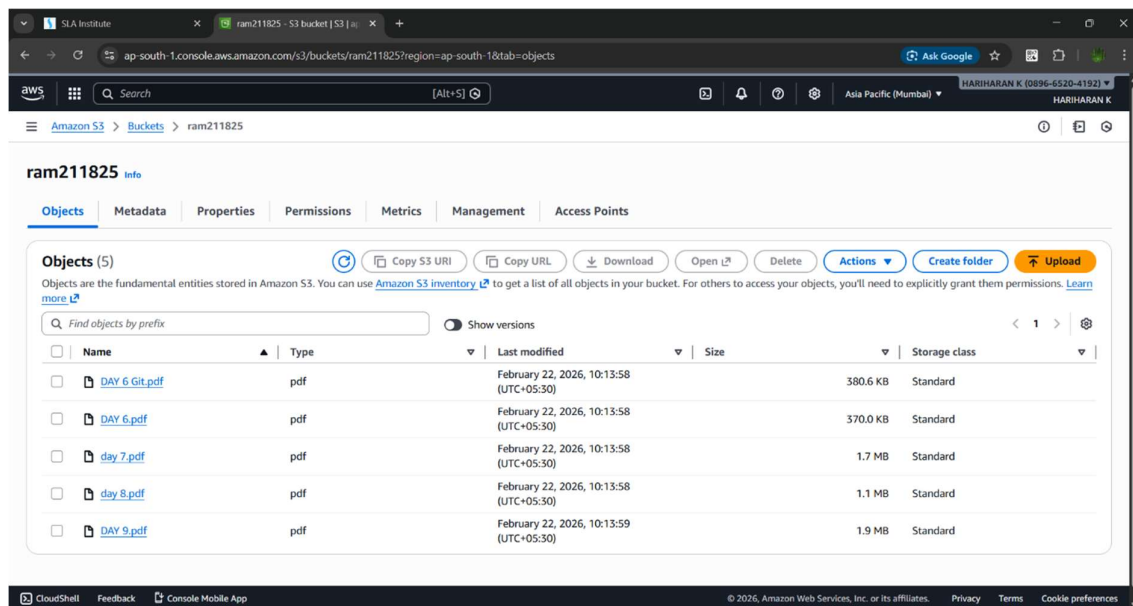 SLA Institute
ram211825 - S3 bucket | S3 | ap
ap-south-1.console.aws.amazon.com/s3/buckets/ram211825?region=ap-south-1&tab=objects
Ask Google
aws
Search
[Alt+S]
Asia Pacific (Mumbai)
HARIHARAN K (0896-6520-4192)
HARIHARAN K
Amazon S3 > Buckets > ram211825
ram211825 Info
Objects Metadata Properties Permissions Metrics Management Access Points
Objects (5)
Copy S3 URI Copy URL Download Open Delete Actions Create folder Upload
Objects are the fundamental entities stored in Amazon S3. You can use Amazon S3 inventory to get a list of all objects in your bucket. For others to access your objects, you'll need to explicitly grant them permissions. Learn
more
Find objects by prefix
Show versions
1
Name Type Last modified Size Storage class
DAY 6 Git.pdf pdf February 22, 2026, 10:13:58 380.6 KB Standard
(UTC+05:30)
DAY 6.pdf pdf February 22, 2026, 10:13:58 370.0 KB Standard
(UTC+05:30)
day 7.pdf pdf February 22, 2026, 10:13:58 1.7 MB Standard
(UTC+05:30)
day 8.pdf pdf February 22, 2026, 10:13:58 1.1 MB Standard
(UTC+05:30)
DAY 9.pdf pdf February 22, 2026, 10:13:59 1.9 MB Standard
(UTC+05:30)
CloudShell Feedback Console Mobile App © 2026, Amazon Web Services, Inc. or its affiliates. Privacy Terms Cookie preferences